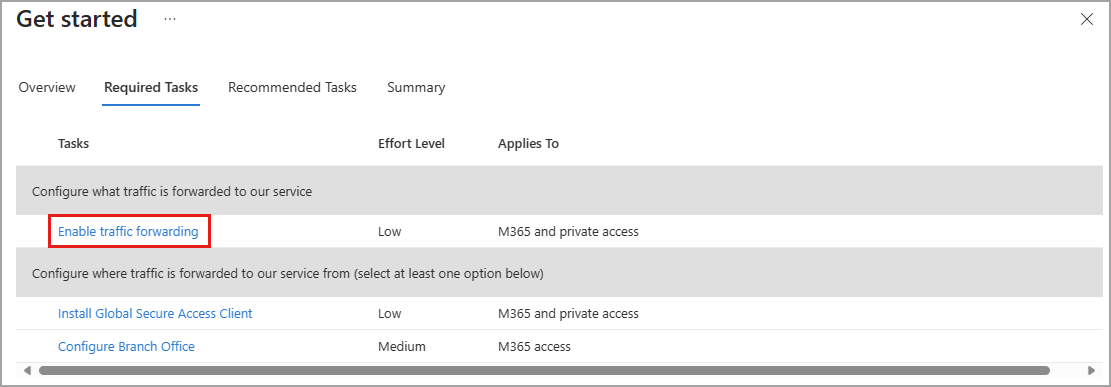 Get started ...
Overview Required Tasks Recommended Tasks Summary
Tasks Effort Level Applies To
Configure what traffic is forwarded to our service
Enable traffic forwarding Low M365 and private access
Configure where traffic is forwarded to our service from (select at least one option below)
Install Global Secure Access Client Low M365 and private access
Configure Branch Office Medium M365 access